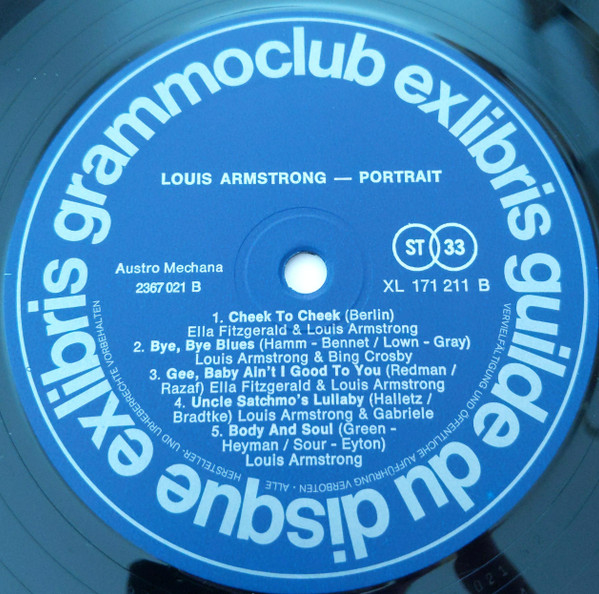 grammoclub exlibris guilde du disque ex libris
LOUIS ARMSTRONG — PORTRAIT
ST 33
Austro Mechana
2367 021 B
XL 171 211 B
1. Cheek To Cheek (Berlin)
Ella Fitzgerald & Louis Armstrong
2. Bye, Bye Blues (Hamm - Bennet / Lown - Gray)
Louis Armstrong & Bing Crosby
3. Gee, Baby Ain't I Good To You (Redman /
Razaf) Ella Fitzgerald & Louis Armstrong
4. Uncle Satchmo's Lullaby (Halletz /
Bradtke) Louis Armstrong & Gabriele
5. Body And Soul (Green -
Heyman / Sour - Eyton)
Louis Armstrong
ALLE HERSTELLER- UND URHEBERRECHTE VORBEHALTEN
VERVIELFÄLTIGUNG UND ÖFFENTLICHE AUFFÜHRUNG VERBOTEN ·